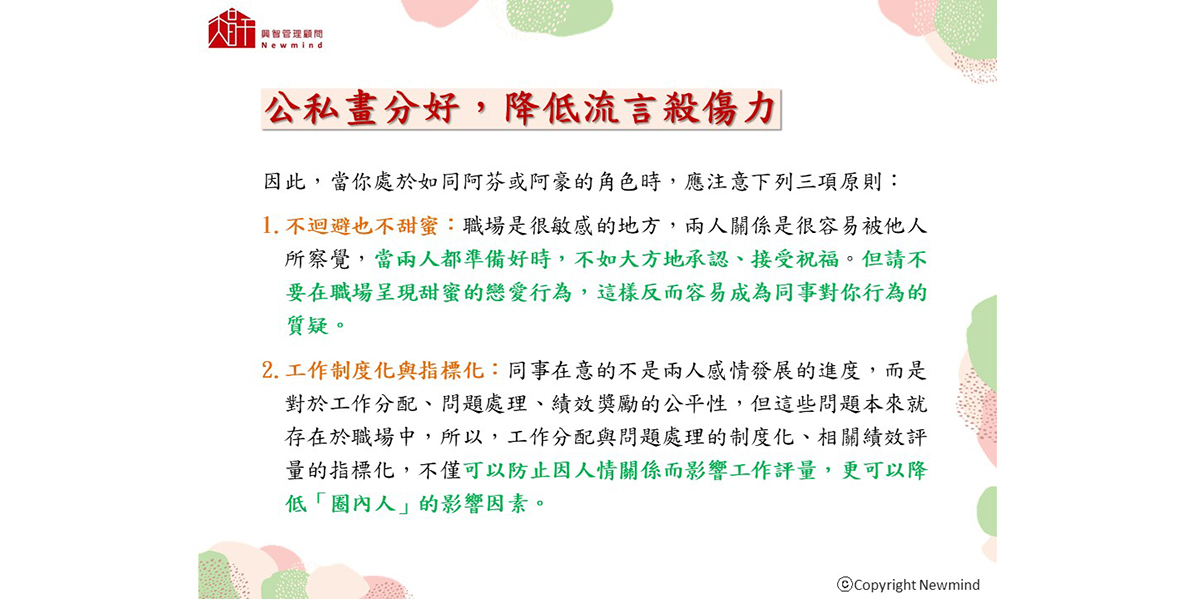 興智管理顧問
Newmind
公私畫分好，降低流言殺傷力
因此，當你處於如同阿芬或阿豪的角色時，應注意下列三項原則：
1. 不迴避也不甜蜜：職場是很敏感的地方，兩人關係是很容易被他人
所察覺，當兩人都準備好時，不如大方地承認、接受祝福。但請不
要在職場呈現甜蜜的戀愛行為，這樣反而容易成為同事對你行為的
質疑。
2. 工作制度化與指標化：同事在意的不是兩人感情發展的進度，而是
對於工作分配、問題處理、績效獎勵的公平性，但這些問題本來就
存在於職場中，所以，工作分配與問題處理的制度化、相關績效評
量的指標化，不僅可以防止因人情關係而影響工作評量，更可以降
低「圈內人」的影響因素。
ⓒCopyright Newmind